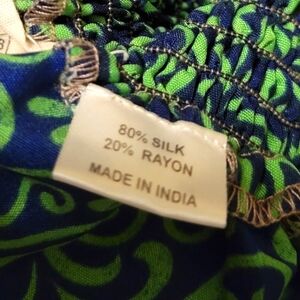 80% SILK
20% RAYON
MADE IN INDIA